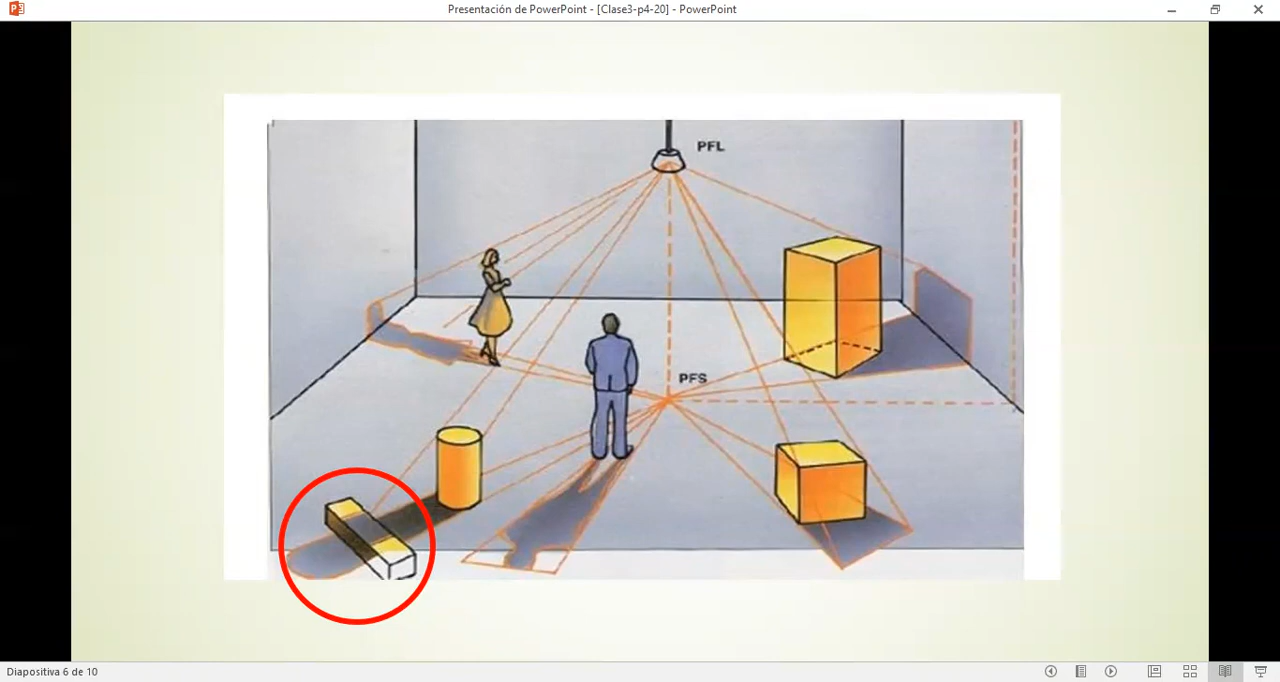 Presentación de PowerPoint - [Clase3-p4-20] - PowerPoint
PFL
PFS
Diapositiva 6 de 10